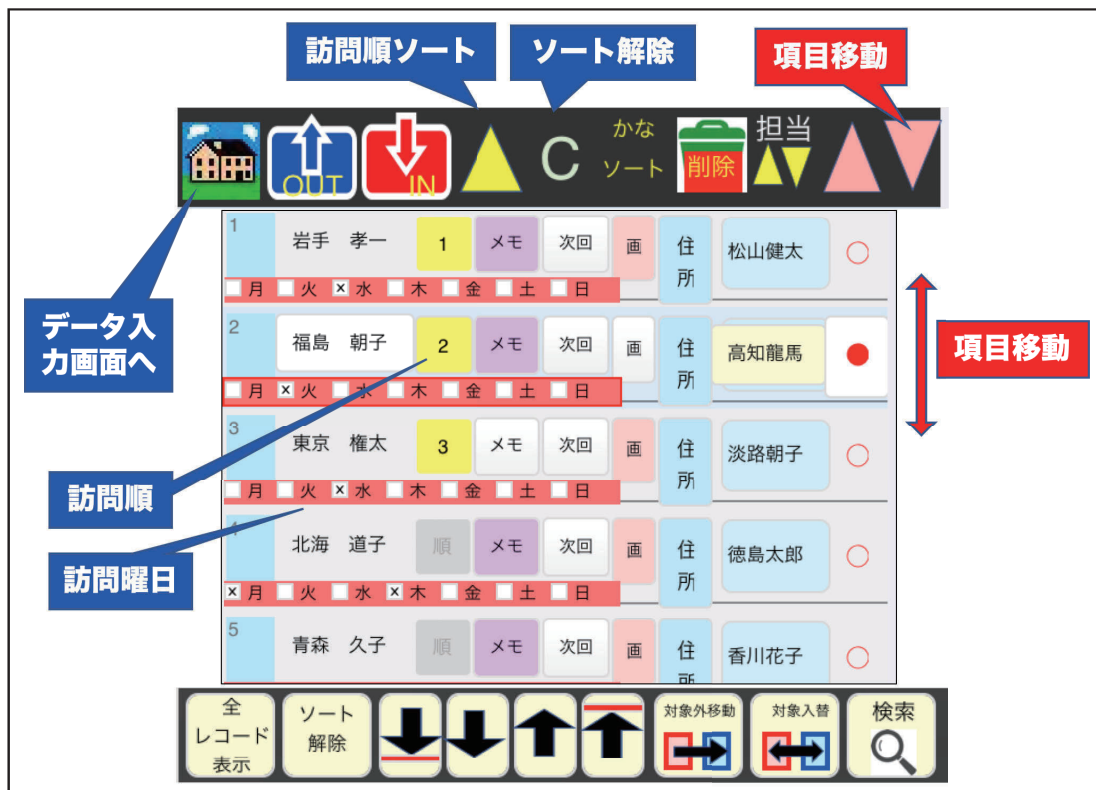 訪問順ソート
ソート解除
項目移動
OUT
IN
C
かな
ソート
削除
担当
1
岩手 孝一
1
メモ
次回
画
住
所
松山健太
月 火 x 水 木 金 土 日
データ入
力画面へ
2
福島 朝子
2
メモ
次回
画
住
所
高知龍馬
月 x 火 水 木 金 土 日
項目移動
3
東京 権太
3
メモ
次回
画
住
所
淡路朝子
月 火 x 水 木 金 土 日
訪問順
4
北海 道子
順
メモ
次回
画
住
所
徳島太郎
x 月 火 水 x 木 金 土 日
訪問曜日
5
青森 久子
順
メモ
次回
画
住
所
香川花子
全
レコード
表示
ソート
解除
対象外移動
対象入替
検索